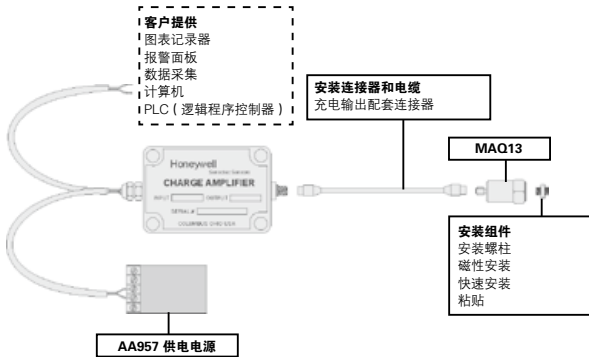 客户提供
图表记录器
报警面板
数据采集
计算机
PLC ( 逻辑程序控制器 )
安装连接器和电缆
充电输出配套连接器
MAQ13
Honeywell
CHARGE AMPLIFIER
INPUT OUTPUT
SERIAL #
COLUMBUS OHIO USA
安装组件
安装螺柱
磁性安装
快速安装
粘贴
AA957 供电电源